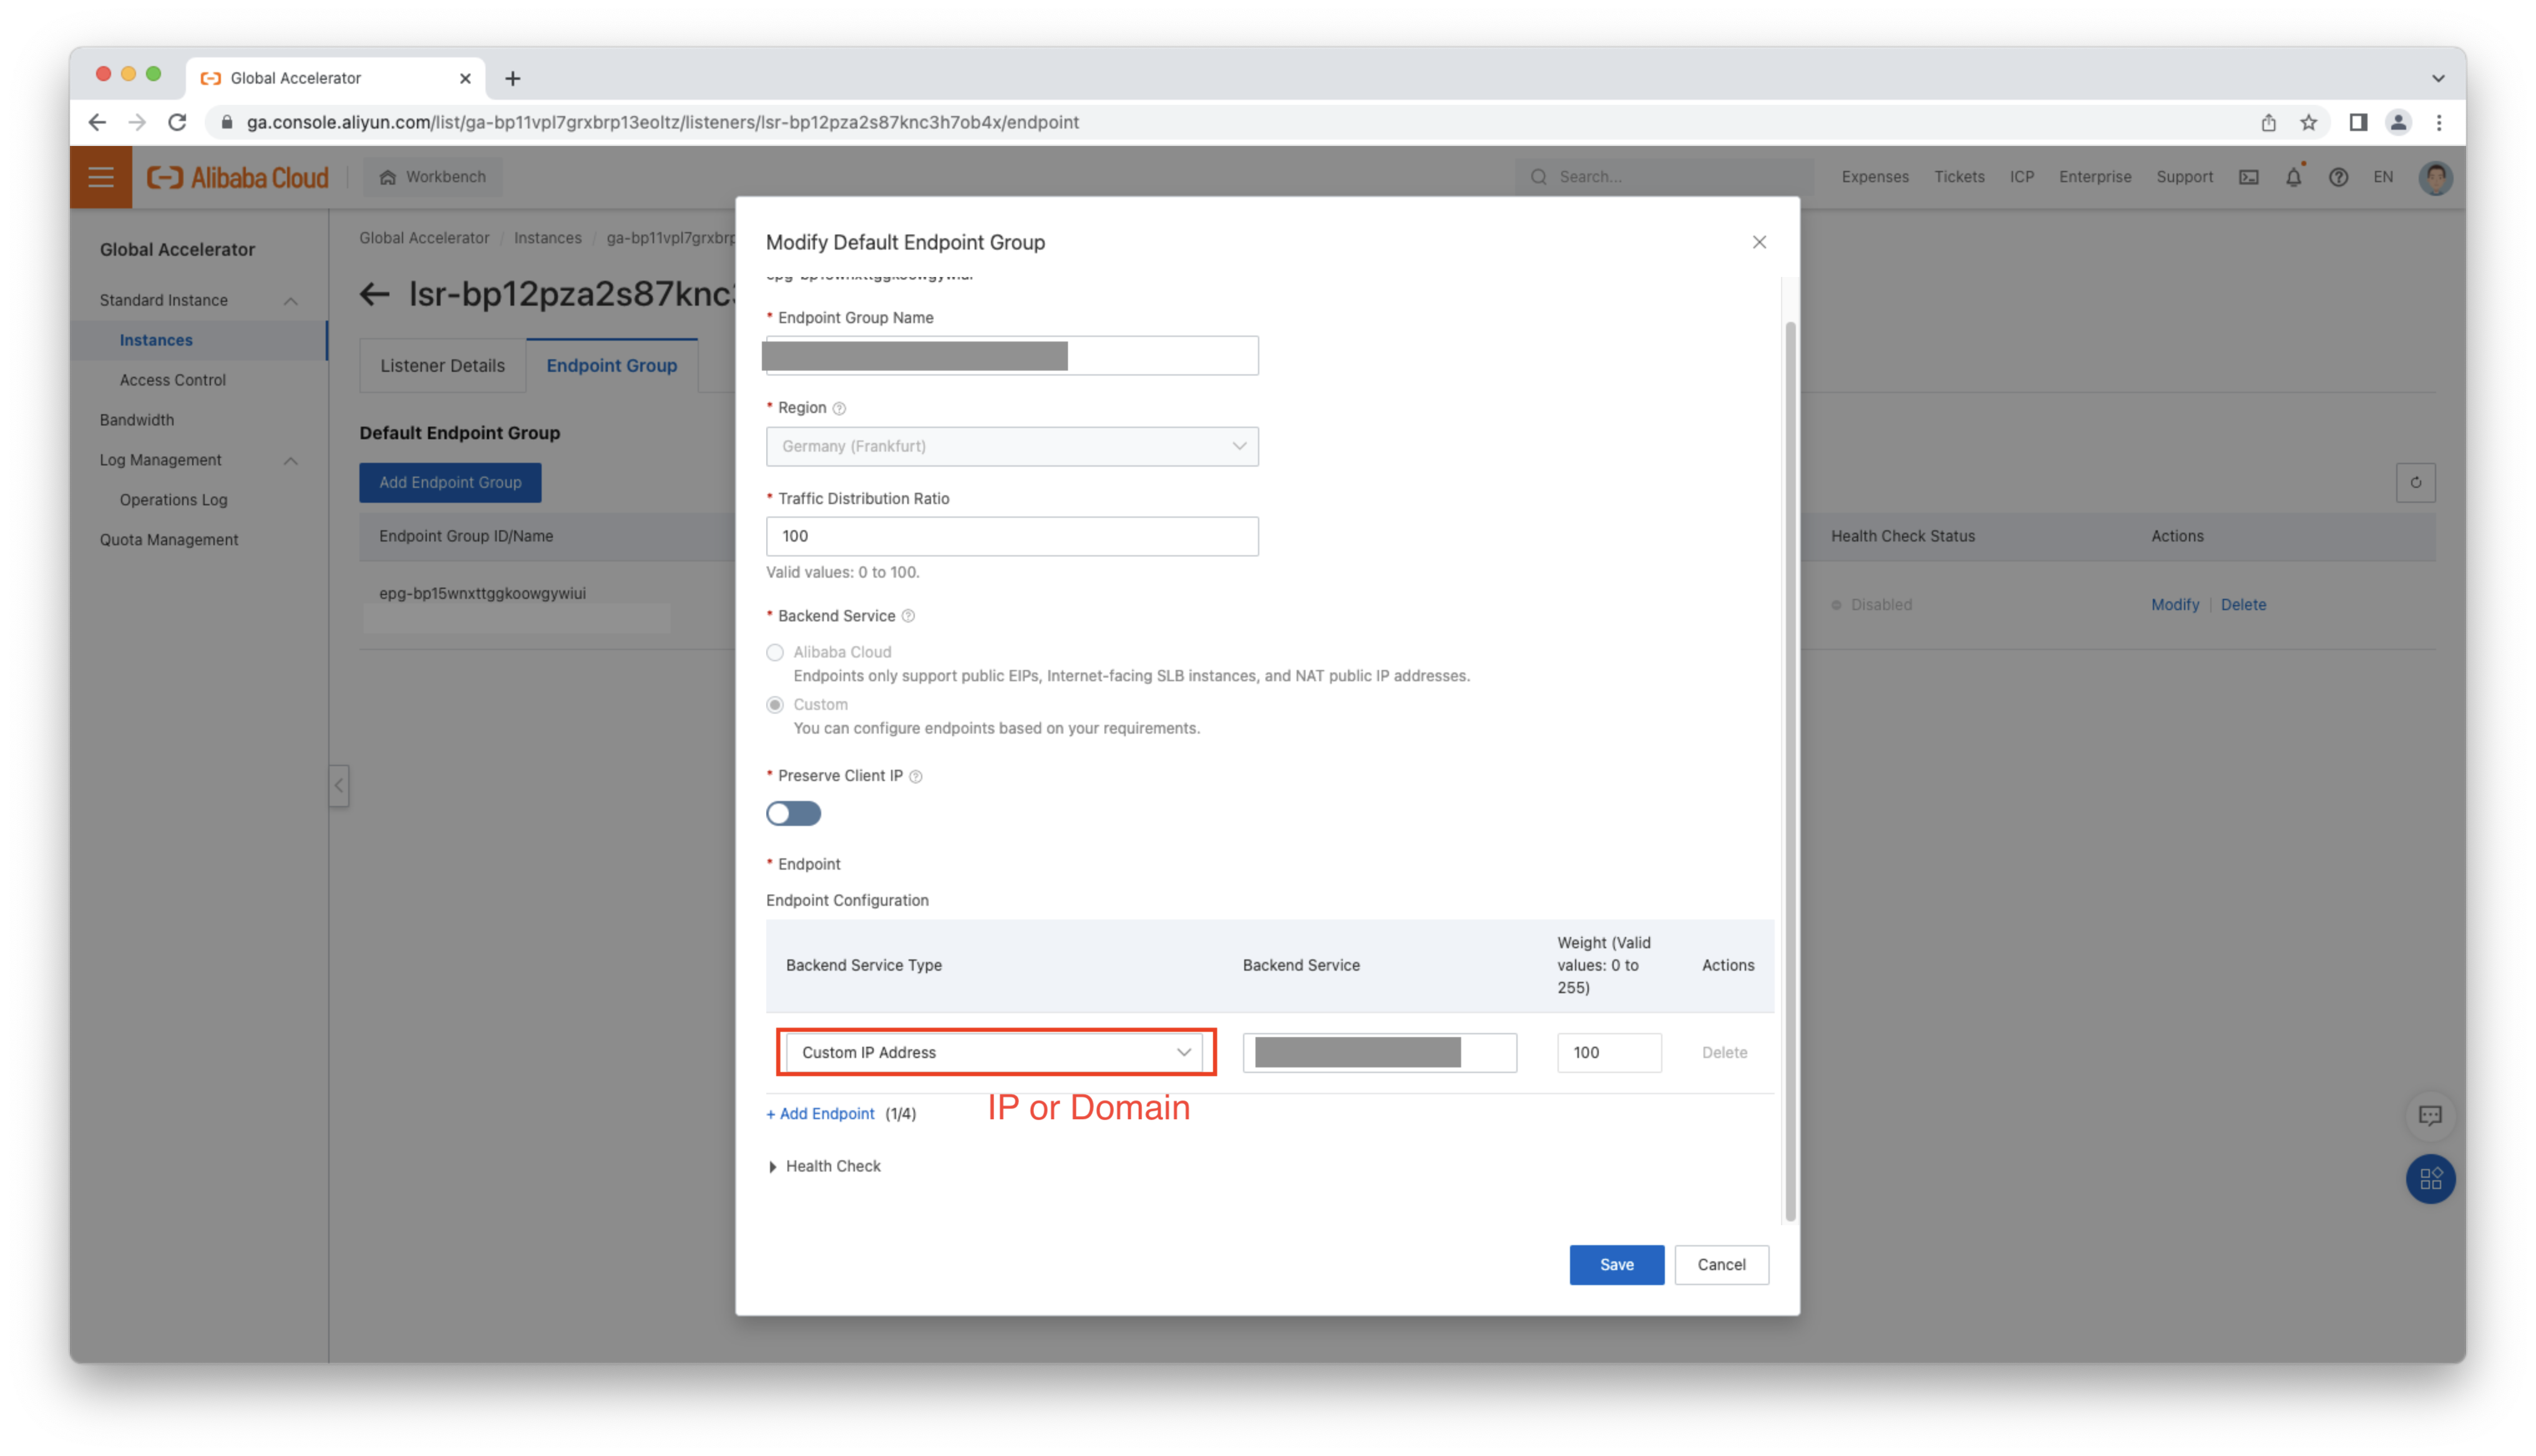 Global Accelerator
ga.console.aliyun.com/list/ga-bp11vpl7grxbrp13eoltz/listeners/lsr-bp12pza2s87knc3h7ob4x/endpoint
Alibaba Cloud
Workbench
Search...
Expenses
Tickets
ICP
Enterprise
Support
EN
Global Accelerator
Standard Instance
Instances
Access Control
Bandwidth
Log Management
Operations Log
Quota Management
Global Accelerator / Instances / ga-bp11vpl7grxbrp
lsr-bp12pza2s87knc3
Listener Details
Endpoint Group
Default Endpoint Group
Add Endpoint Group
Endpoint Group ID/Name
Health Check Status
Actions
epg-bp15wnxttggkoowgywiui
Disabled
Modify
Delete
Modify Default Endpoint Group
epg-bp15wnxttggkoowgywiui
* Endpoint Group Name
* Region
Germany (Frankfurt)
* Traffic Distribution Ratio
100
Valid values: 0 to 100.
* Backend Service
Alibaba Cloud
Endpoints only support public EIPs, Internet-facing SLB instances, and NAT public IP addresses.
Custom
You can configure endpoints based on your requirements.
* Preserve Client IP
* Endpoint
Endpoint Configuration
Backend Service Type
Backend Service
Weight (Valid
values: 0 to
255)
Actions
Custom IP Address
100
Delete
+ Add Endpoint (1/4)
IP or Domain
Health Check
Save
Cancel